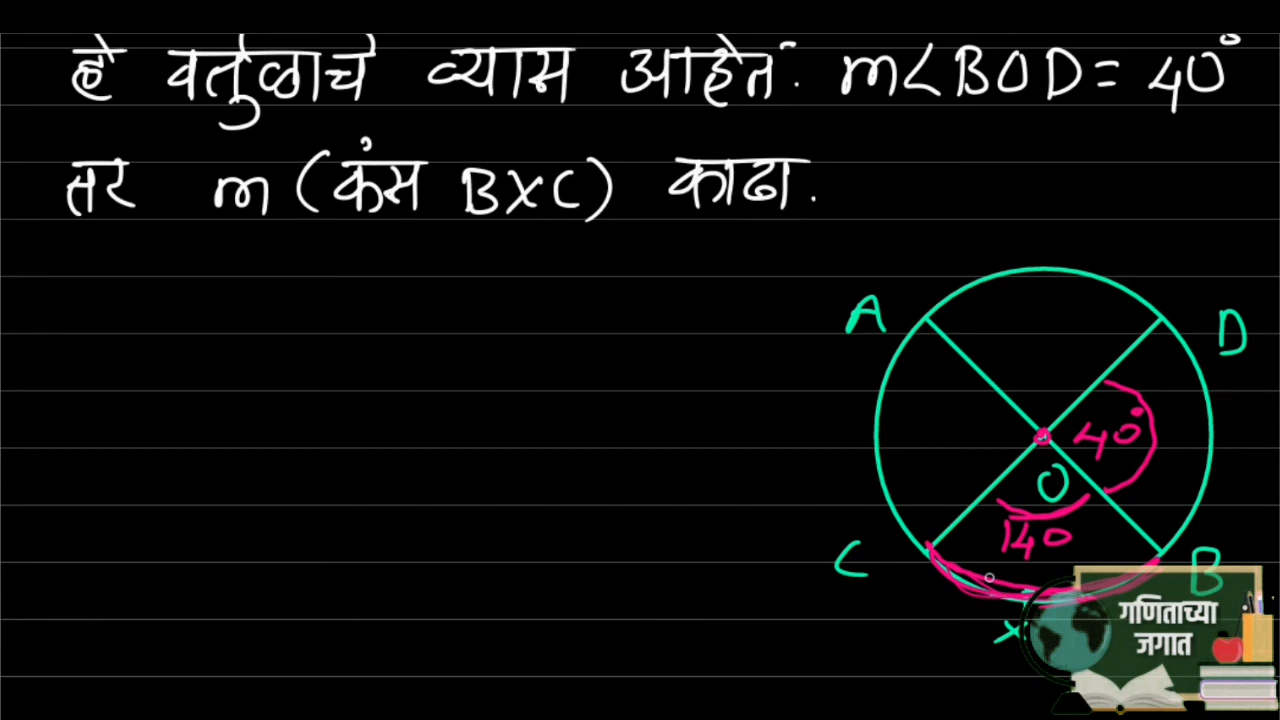 हे वर्तुळाचे व्यास आहेत. m<BOD= 40°
तर m (कंस BXC) काढा.
A
D
40°
O
140
C
B
x
गणिताच्या
जगात